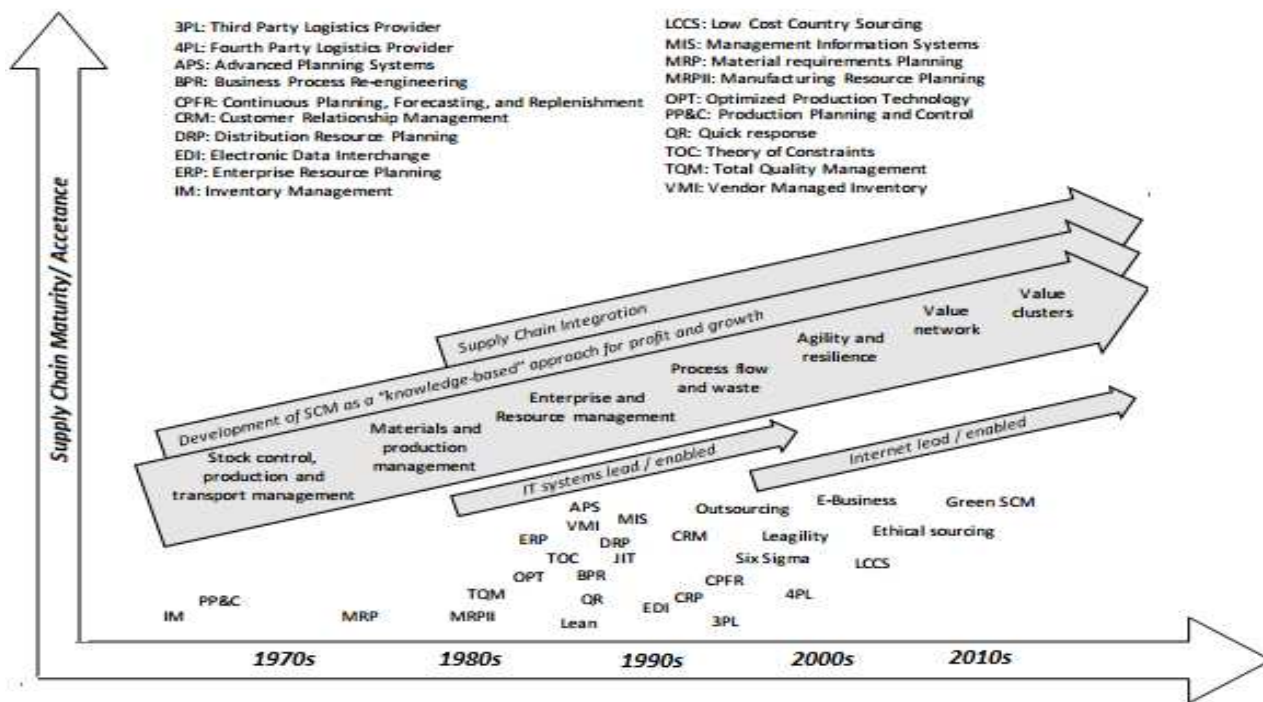 3PL: Third Party Logistics Provider
4PL: Fourth Party Logistics Provider
APS: Advanced Planning Systems
BPR: Business Process Re-engineering
CPFR: Continuous Planning, Forecasting, and Replenishment
CRM: Customer Relationship Management
DRP: Distribution Resource Planning
EDI: Electronic Data Interchange
ERP: Enterprise Resource Planning
IM: Inventory Management
LCCS: Low Cost Country Sourcing
MIS: Management Information Systems
MRP: Material requirements Planning
MRPII: Manufacturing Resource Planning
OPT: Optimized Production Technology
PP&C: Production Planning and Control
QR: Quick response
TOC: Theory of Constraints
TQM: Total Quality Management
VMI: Vendor Managed Inventory
Supply Chain Maturity/ Accetance
Supply Chain Integration
Development of SCM as a "knowledge-based" approach for profit and growth
Stock control,
production and
transport management
Materials and
production
management
Enterprise and
Resource management
Process flow
and waste
Agility and
resilience
Value
network
Value
clusters
IT systems lead / enabled
Internet lead / enabled
APS
VMI
MIS
Outsourcing
E-Business
Green SCM
ERP
DRP
CRM
Leagility
Ethical sourcing
TOC
JIT
Six Sigma
LCCS
OPT
BPR
CPFR
TQM
QR
CRP
4PL
PP&C
EDI
IM
MRP
MRPII
Lean
3PL
1970s
1980s
1990s
2000s
2010s